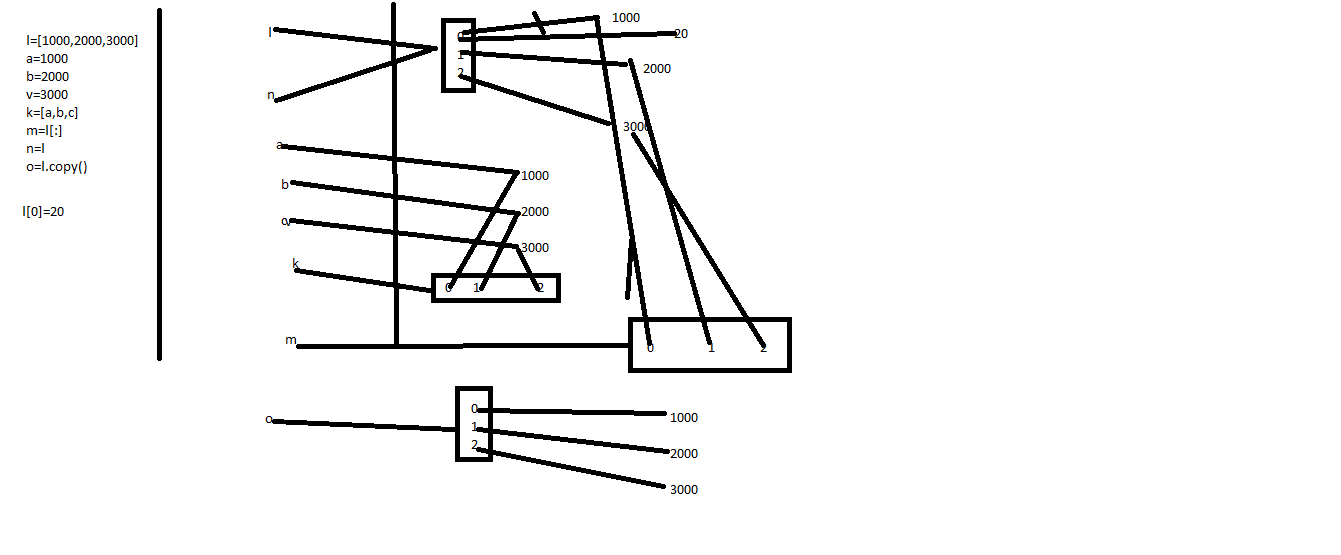 l=[1000,2000,3000]
a=1000
b=2000
v=3000
k=[a,b,c]
m=l[:]
n=l
o=l.copy()
l[0]=20
l
n
0
1
2
1000
20
2000
3000
a
b
k
1000
2000
3000
0 1 2
m
0 1 2
o
0
1
2
1000
2000
3000